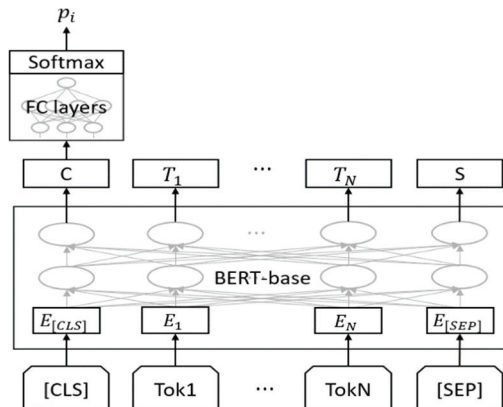 p_i
Softmax
FC layers
C T_1 ... T_N S
...
BERT-base
E_[CLS] E_1 E_N E_[SEP]
[CLS] Tok1 ... TokN [SEP]